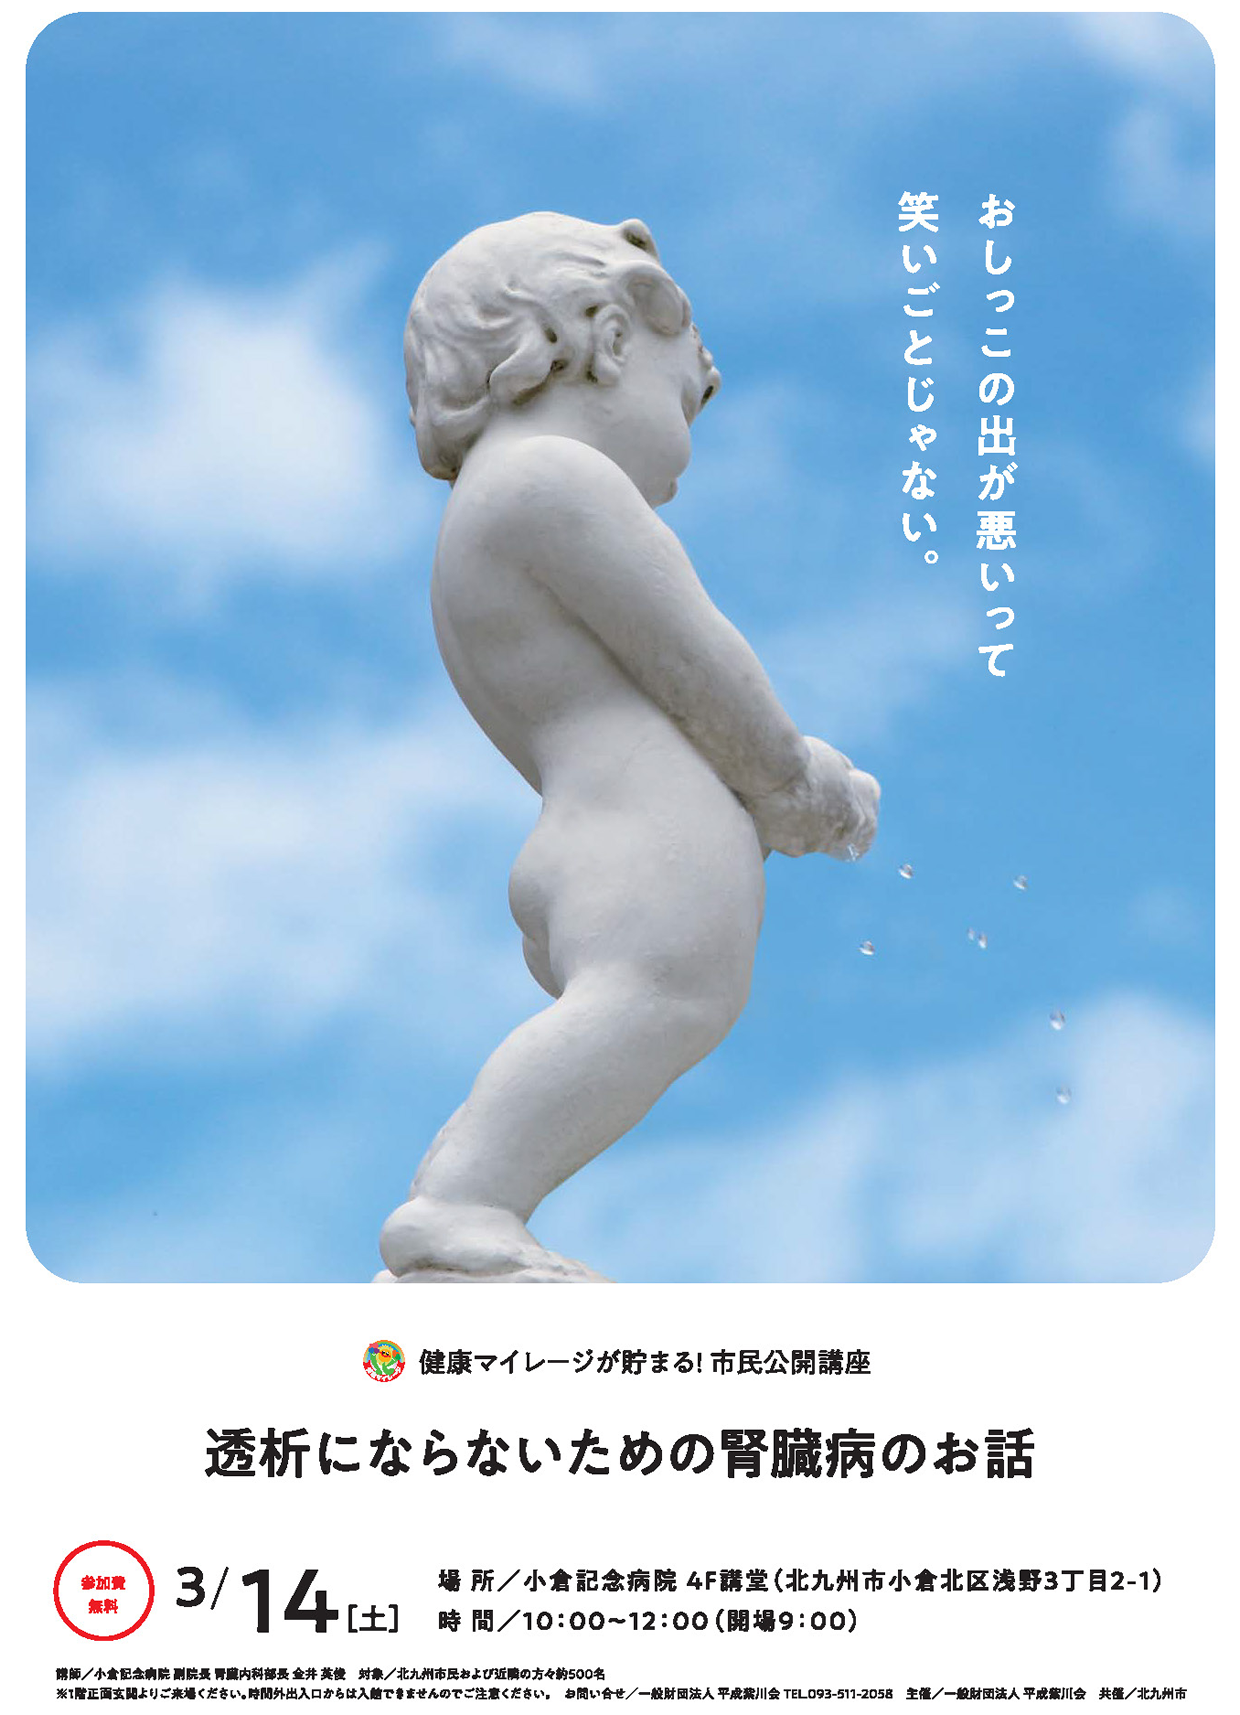 おしっこの出が悪いって
笑いごとじゃない。
健康マイレージが貯まる! 市民公開講座
透析にならないための腎臓病のお話
参加費
無料
3/14[土]
場 所／小倉記念病院 4F講堂(北九州市小倉北区浅野3丁目2-1)
時 間／10:00~12:00(開場9:00)
講師／小倉記念病院 副院長 腎臓内科部長 金井 英俊　対象／北九州市民および近隣の方々約500名
※1階正面玄関よりご来場ください。時間外出入口からは入館できませんのでご注意ください。　お問い合せ／一般財団法人 平成紫川会 TEL.093-511-2058　主催／一般財団法人 平成紫川会　共催／北九州市